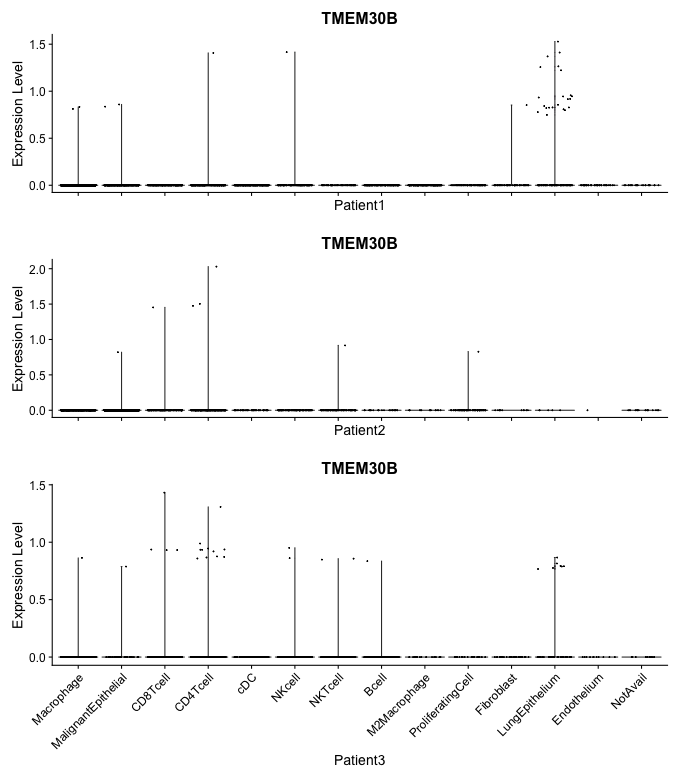 TMEM30B
Expression Level
1.5
1.0
0.5
0.0
Patient1
TMEM30B
Expression Level
2.0
1.5
1.0
0.5
0.0
Patient2
TMEM30B
Expression Level
1.5
1.0
0.5
0.0
Macrophage
MalignantEpithelial
CD8Tcell
CD4Tcell
cDC
NKcell
NKTcell
Bcell
M2Macrophage
ProliferatingCell
Fibroblast
LungEpithelium
Endothelium
NotAvail
Patient3